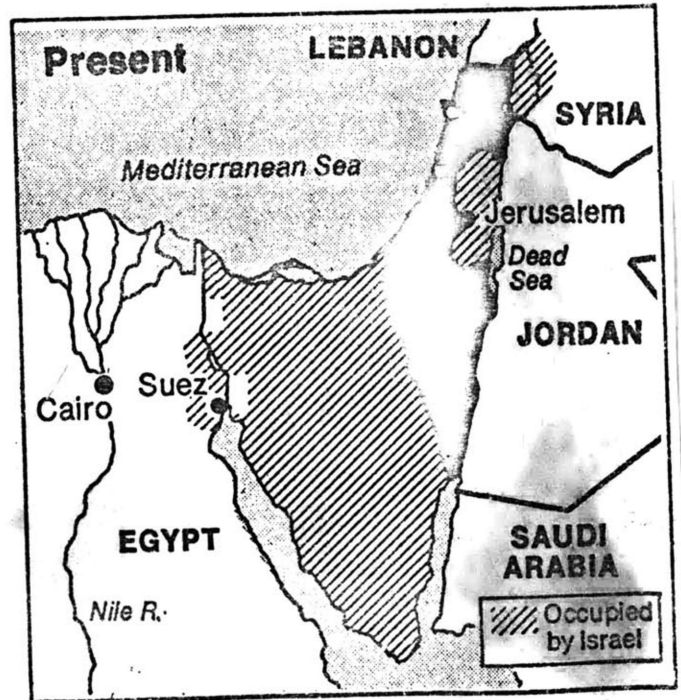 Present
LEBANON
SYRIA
Mediterranean Sea
Jerusalem
Dead
Sea
JORDAN
Suez
Cairo
EGYPT
SAUDI
ARABIA
Nile R.
Occupied
by Israel